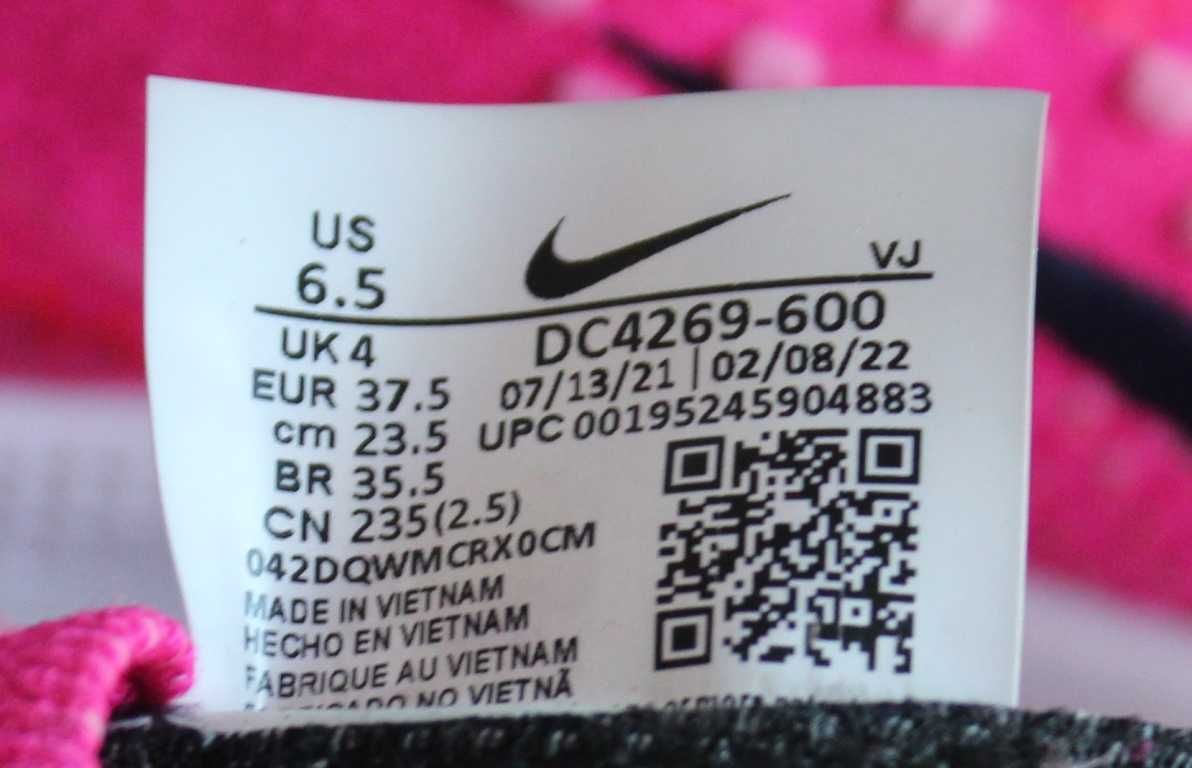 US
6.5
VJ
UK 4
DC4269-600
EUR 37.5
07/13/21 | 02/08/22
cm 23.5
UPC 00195245904883
BR 35.5
CN 235(2.5)
042DQWMCRX0CM
MADE IN VIETNAM
HECHO EN VIETNAM
FABRIQUE AU VIETNAM
NO VIETNÃ